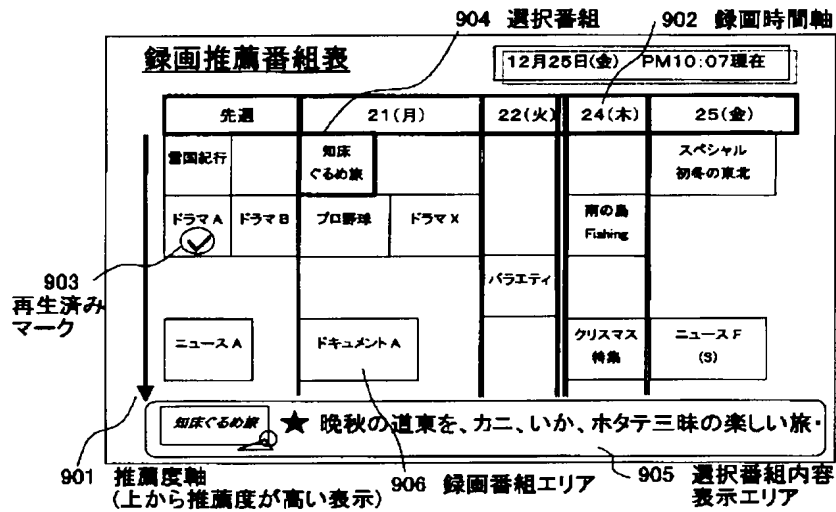 904 選択番組
902 録画時間軸
録画推薦番組表
12月25日(金) PM10:07現在
先週 21(月) 22(火) 24(木) 25(金)
雪国紀行
知床
ぐるめ旅
スペシャル
初冬の東北
ドラマA ドラマB プロ野球 ドラマX
南の島
Fishing
903
再生済み
マーク
バラエティ
ニュースA ドキュメントA
クリスマス
特集
ニュースF
(3)
知床ぐるめ旅 ★ 晩秋の道東を、カニ、いか、ホタテ三昧の楽しい旅・
901 推薦度軸
(上から推薦度が高い表示)
906 録画番組エリア
905 選択番組内容
表示エリア